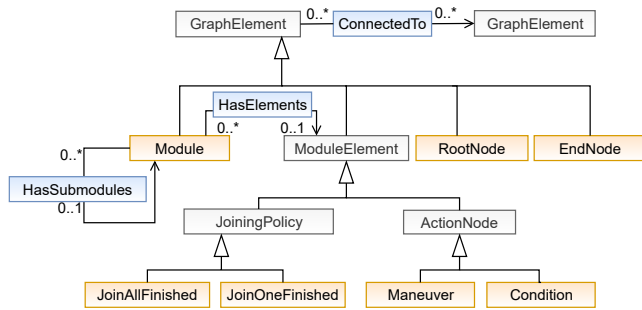 GraphElement 0..* ConnectedTo 0..* GraphElement
HasElements
0..* 0..1
Module ModuleElement RootNode EndNode
0..*
HasSubmodules
0..1
JoiningPolicy ActionNode
JoinAllFinished JoinOneFinished Maneuver Condition